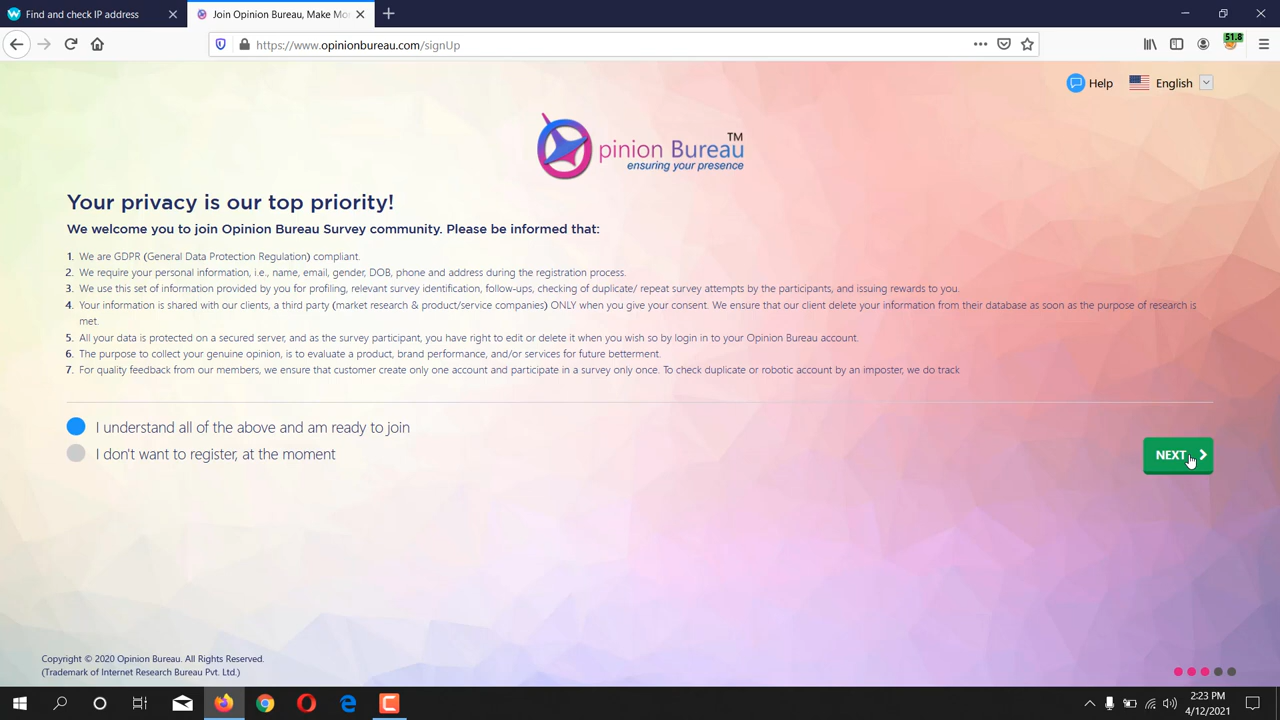 Find and check IP address
Join Opinion Bureau, Make Mo
51.8
https://www.opinionbureau.com/signUp
Help
English
TM
pinion Bureau
ensuring your presence
Your privacy is our top priority!
We welcome you to join Opinion Bureau Survey community. Please be informed that:
1. We are GDPR (General Data Protection Regulation) compliant.
2. We require your personal information, i.e., name, email, gender, DOB, phone and address during the registration process.
3. We use this set of information provided by you for profiling, relevant survey identification, follow-ups, checking of duplicate/ repeat survey attempts by the participants, and issuing rewards to you.
4. Your information is shared with our clients, a third party (market research & product/service companies) ONLY when you give your consent. We ensure that our client delete your information from their database as soon as the purpose of research is
met.
5. All your data is protected on a secured server, and as the survey participant, you have right to edit or delete it when you wish so by login in to your Opinion Bureau account.
6. The purpose to collect your genuine opinion, is to evaluate a product, brand performance, and/or services for future betterment.
7. For quality feedback from our members, we ensure that customer create only one account and participate in a survey only once. To check duplicate or robotic account by an imposter, we do track
I understand all of the above and am ready to join
I don't want to register, at the moment
NEXT
Copyright © 2020 Opinion Bureau. All Rights Reserved.
(Trademark of Internet Research Bureau Pvt. Ltd.)
2:23 PM
4/12/2021